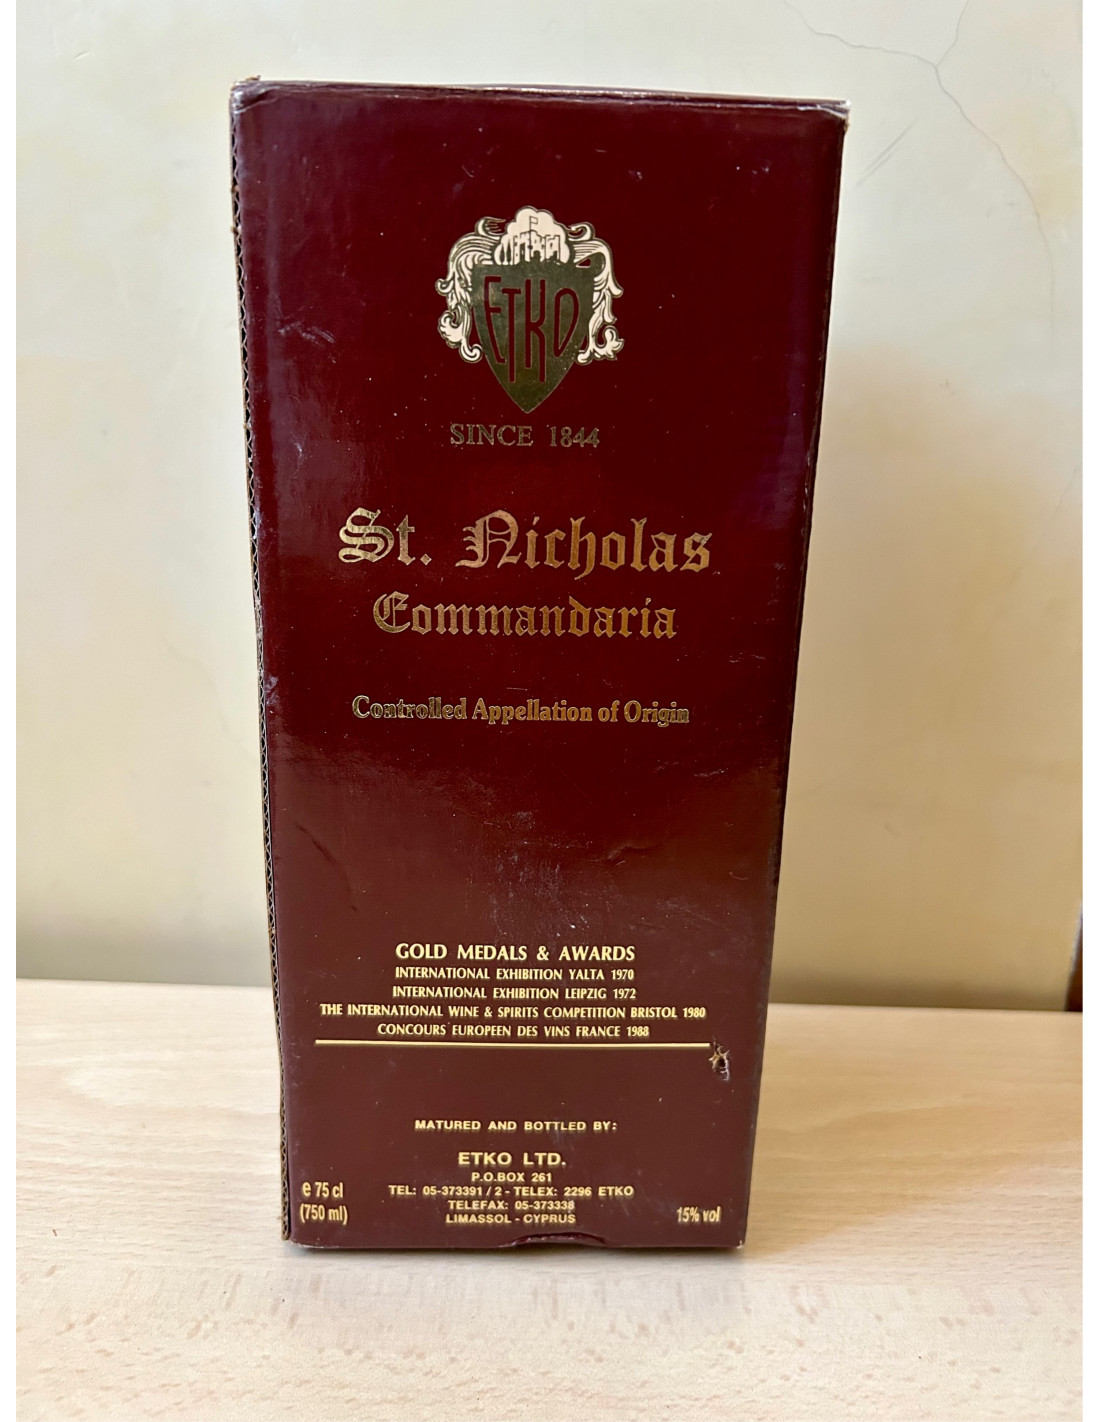 ETKO
SINCE 1844
St. Nicholas
Commandaria
Controlled Appellation of Origin
GOLD MEDALS & AWARDS
INTERNATIONAL EXHIBITION YALTA 1970
INTERNATIONAL EXHIBITION LEIPZIG 1972
THE INTERNATIONAL WINE & SPIRITS COMPETITION BRISTOL 1980
CONCOURS EUROPEEN DES VINS FRANCE 1988
MATURED AND BOTTLED BY:
ETKO LTD.
P.O.BOX 261
TEL: 05-373391 / 2 - TELEX: 2296 ETKO
TELEFAX: 05-373338
LIMASSOL - CYPRUS
e 75 cl
(750 ml)
15% vol